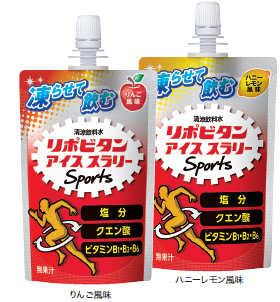 凍らせて飲む
りんご風味
清涼飲料水
リポビタン
アイス スラリー
Sports
塩 分
クエン酸
ビタミンB1・B2・B6
無果汁
りんご風味
凍らせて飲む
ハニー
レモン
風味
清涼飲料水
リポビタン
アイス スラリー
Sports
塩 分
クエン酸
ビタミンB1・B2・B6
無果汁
ハニーレモン風味